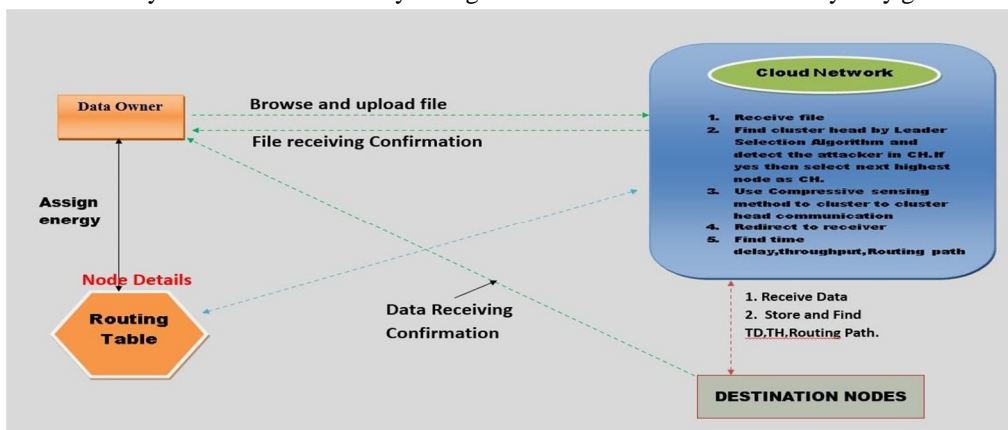 Data Owner
Browse and upload file
File receiving Confirmation
Assign
energy
Node Details
Routing
Table
Data Receiving
Confirmation
Cloud Network
1. Receive file
2. Find cluster head by Leader
Selection Algorithm and
detect the attacker in CH.If
yes then select next highest
node as CH.
3. Use Compressive sensing
method to cluster to cluster
head communication
4. Redirect to receiver
5. Find time
delay,throughput,Routing path
1. Receive Data
2. Store and Find
TD,TH,Routing Path.
DESTINATION NODES